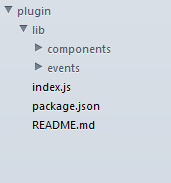 plugin
lib
components
events
index.js
package.json
README.md